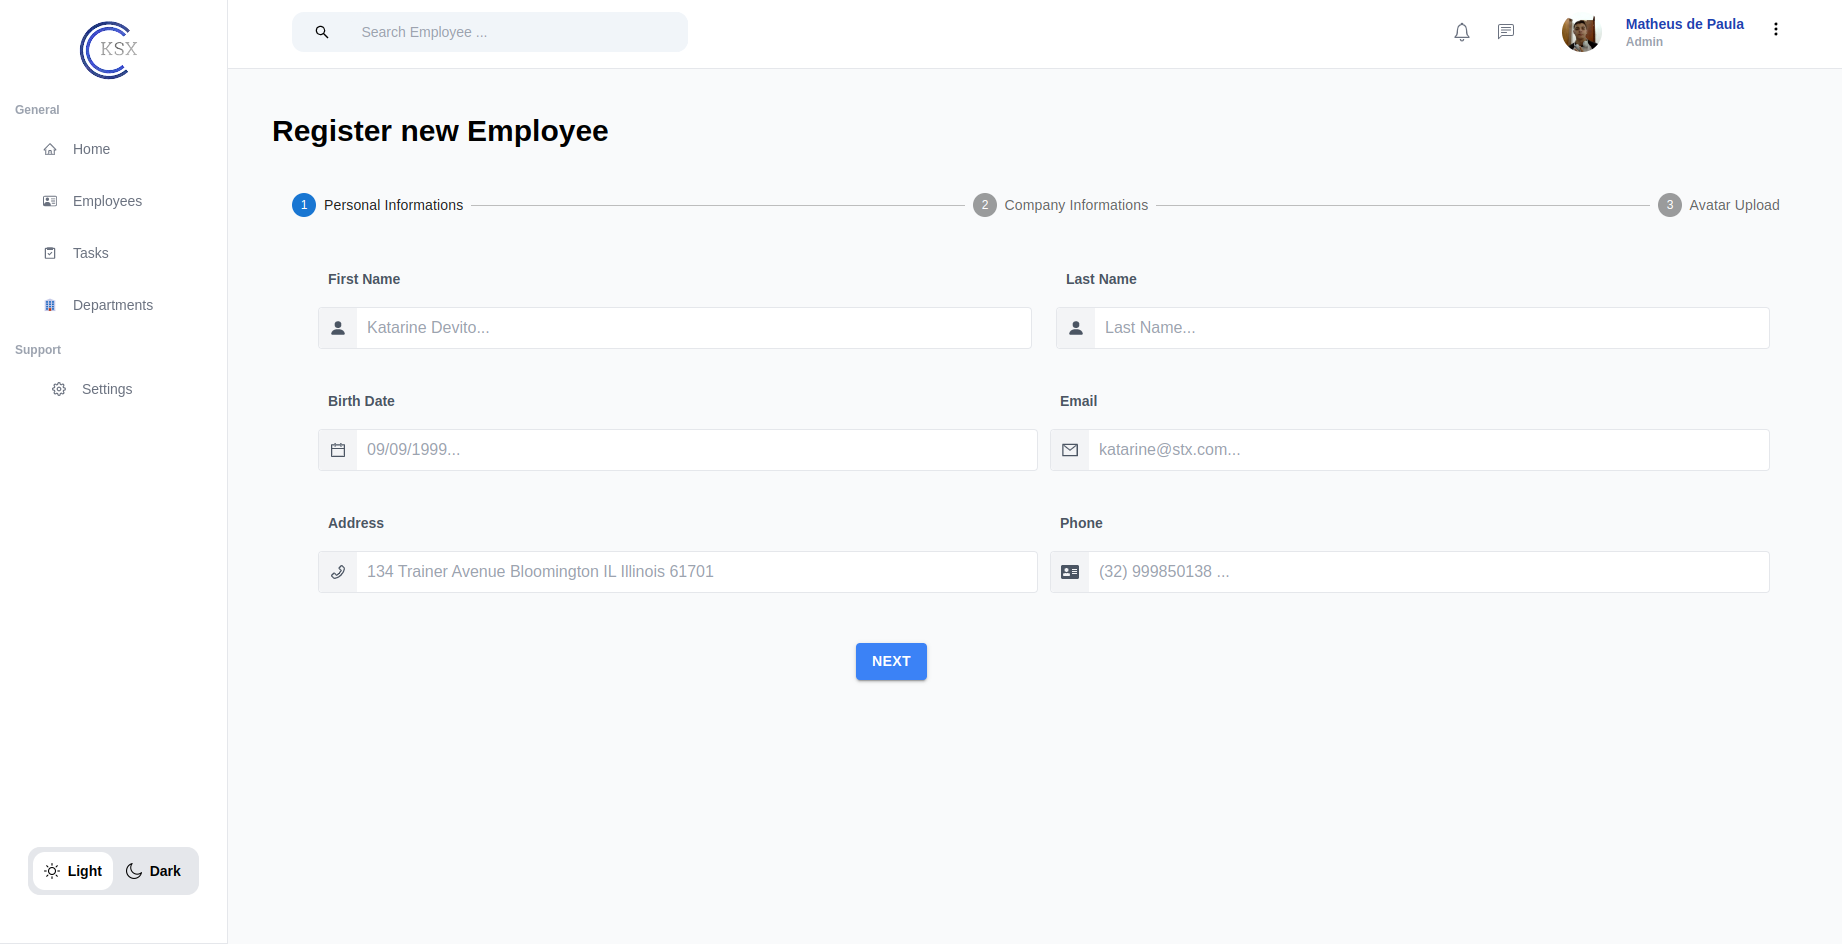 KSX
Search Employee ...
Matheus de Paula
Admin
General
Home
Employees
Tasks
Departments
Support
Settings
Light
Dark
Register new Employee
1 Personal Informations
2 Company Informations
3 Avatar Upload
First Name
Last Name
Katarine Devito...
Last Name...
Birth Date
Email
09/09/1999...
katarine@stx.com...
Address
Phone
134 Trainer Avenue Bloomington IL Illinois 61701
(32) 999850138 ...
NEXT